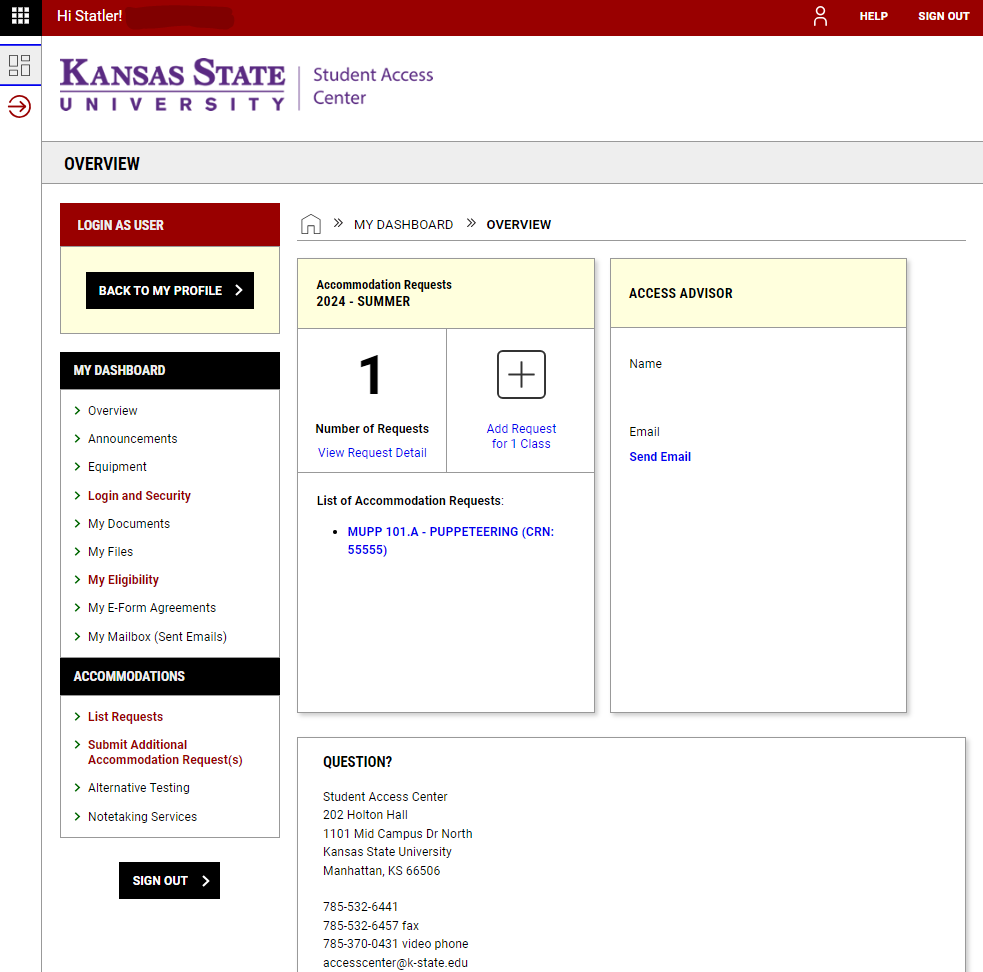 Hi Statler!
HELP
SIGN OUT
KANSAS STATE
UNIVERSITY
Student Access
Center
OVERVIEW
LOGIN AS USER
BACK TO MY PROFILE
MY DASHBOARD
Overview
Announcements
Equipment
Login and Security
My Documents
My Files
My Eligibility
My E-Form Agreements
My Mailbox (Sent Emails)
ACCOMMODATIONS
List Requests
Submit Additional
Accommodation Request(s)
Alternative Testing
Notetaking Services
SIGN OUT
MY DASHBOARD
OVERVIEW
Accommodation Requests
2024 - SUMMER
1
Number of Requests
View Request Detail
Add Request
for 1 Class
List of Accommodation Requests:
MUPP 101.A - PUPPETEERING (CRN:
55555)
ACCESS ADVISOR
Name
Email
Send Email
QUESTION?
Student Access Center
202 Holton Hall
1101 Mid Campus Dr North
Kansas State University
Manhattan, KS 66506
785-532-6441
785-532-6457 fax
785-370-0431 video phone
accesscenter@k-state.edu